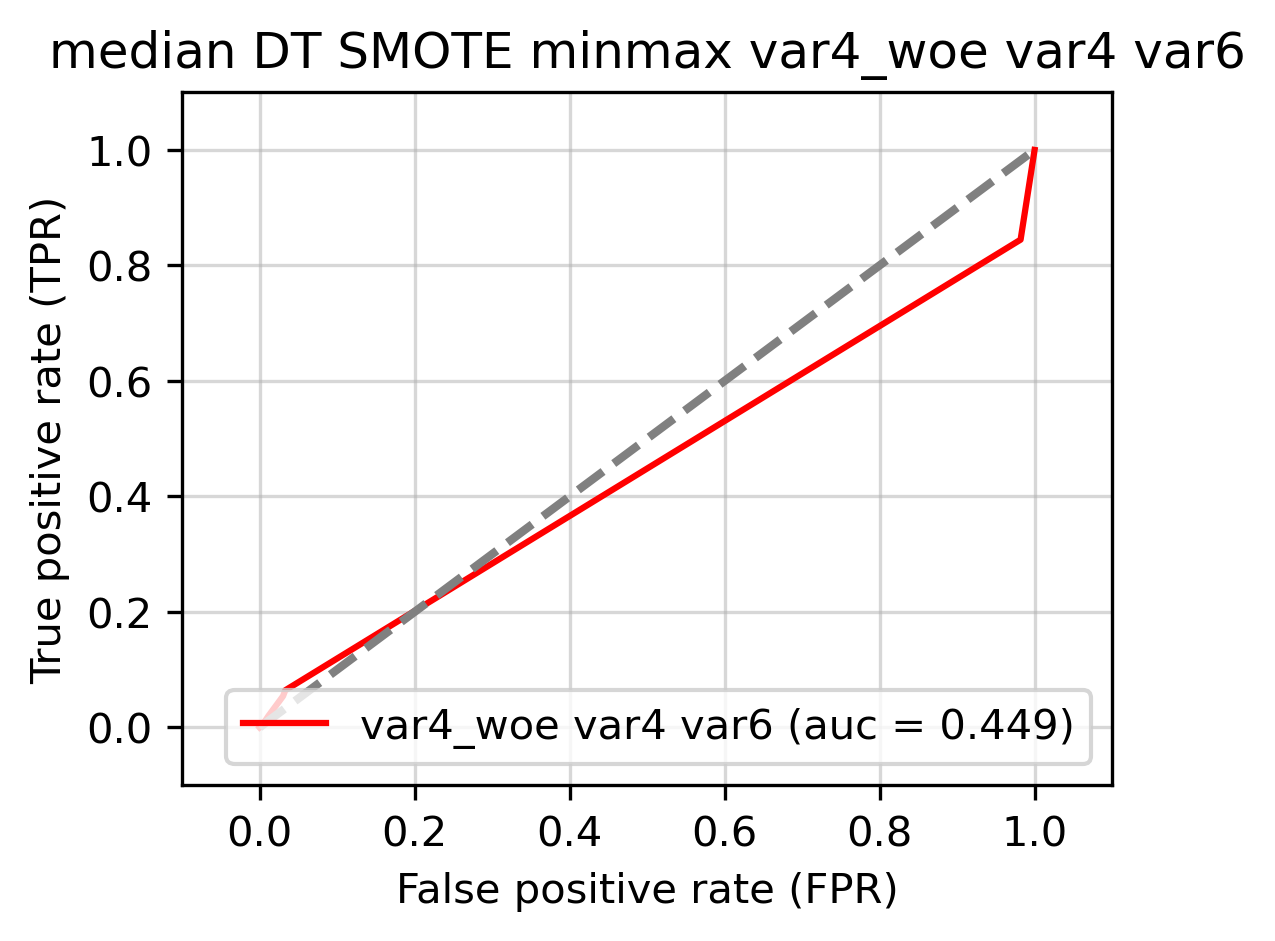 median DT SMOTE minmax var4_woe var4 var6
1.0
0.8
0.6
0.4
0.2
0.0
True positive rate (TPR)
var4_woe var4 var6 (auc = 0.449)
0.0 0.2 0.4 0.6 0.8 1.0
False positive rate (FPR)